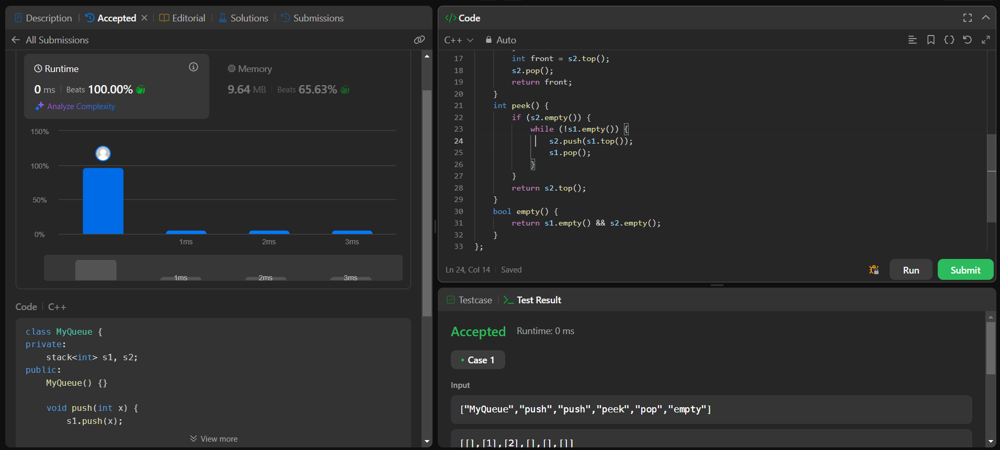 Description
Accepted
Editorial
Solutions
Submissions
All Submissions
Runtime
0 ms
Beats 100.00%
Analyze Complexity
Memory
9.64 MB
Beats 65.63%
150%
100%
50%
0%
1ms
2ms
3ms
1ms
2ms
3ms
Code
C++
class MyQueue {
private:
    stack<int> s1, s2;
public:
    MyQueue() {}
    void push(int x) {
        s1.push(x);
View more
</> Code
C++
Auto
17         int front = s2.top();
18         s2.pop();
19         return front;
20     }
21     int peek() {
22         if (s2.empty()) {
23             while (!s1.empty()) {
24                 s2.push(s1.top());
25                 s1.pop();
26             }
27         }
28         return s2.top();
29     }
30     bool empty() {
31         return s1.empty() && s2.empty();
32     }
33 };
Ln 24, Col 14
Saved
Run
Submit
Testcase
Test Result
Accepted
Runtime: 0 ms
Case 1
Input
["MyQueue","push","push","peek","pop","empty"]
[[],[1],[2],[],[],[]]